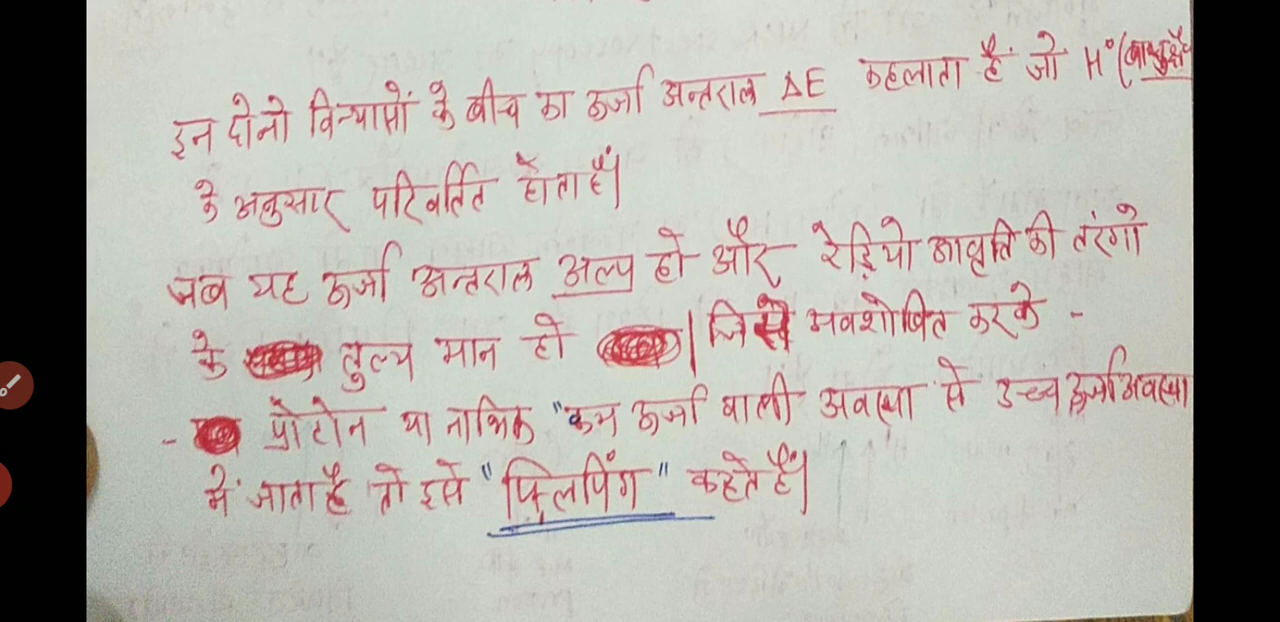 इन दोनो विन्यासों के बीच का ऊर्जा अन्तराल ΔE कहलाता है जो H° (
के अनुसार परिवर्तित होता है।
जब यह ऊर्जा अन्तराल अल्प हो और रेडियो आवृति की तरंगो
के तुल्य मान हो । जिसे अवशोषित करके -
- प्रोटोन या नाभिक "कम ऊर्जा वाली अवस्था से उच्च ऊर्जा अवस्था
में जाता है तो इसे "फ्लिपिंग" कहते है।